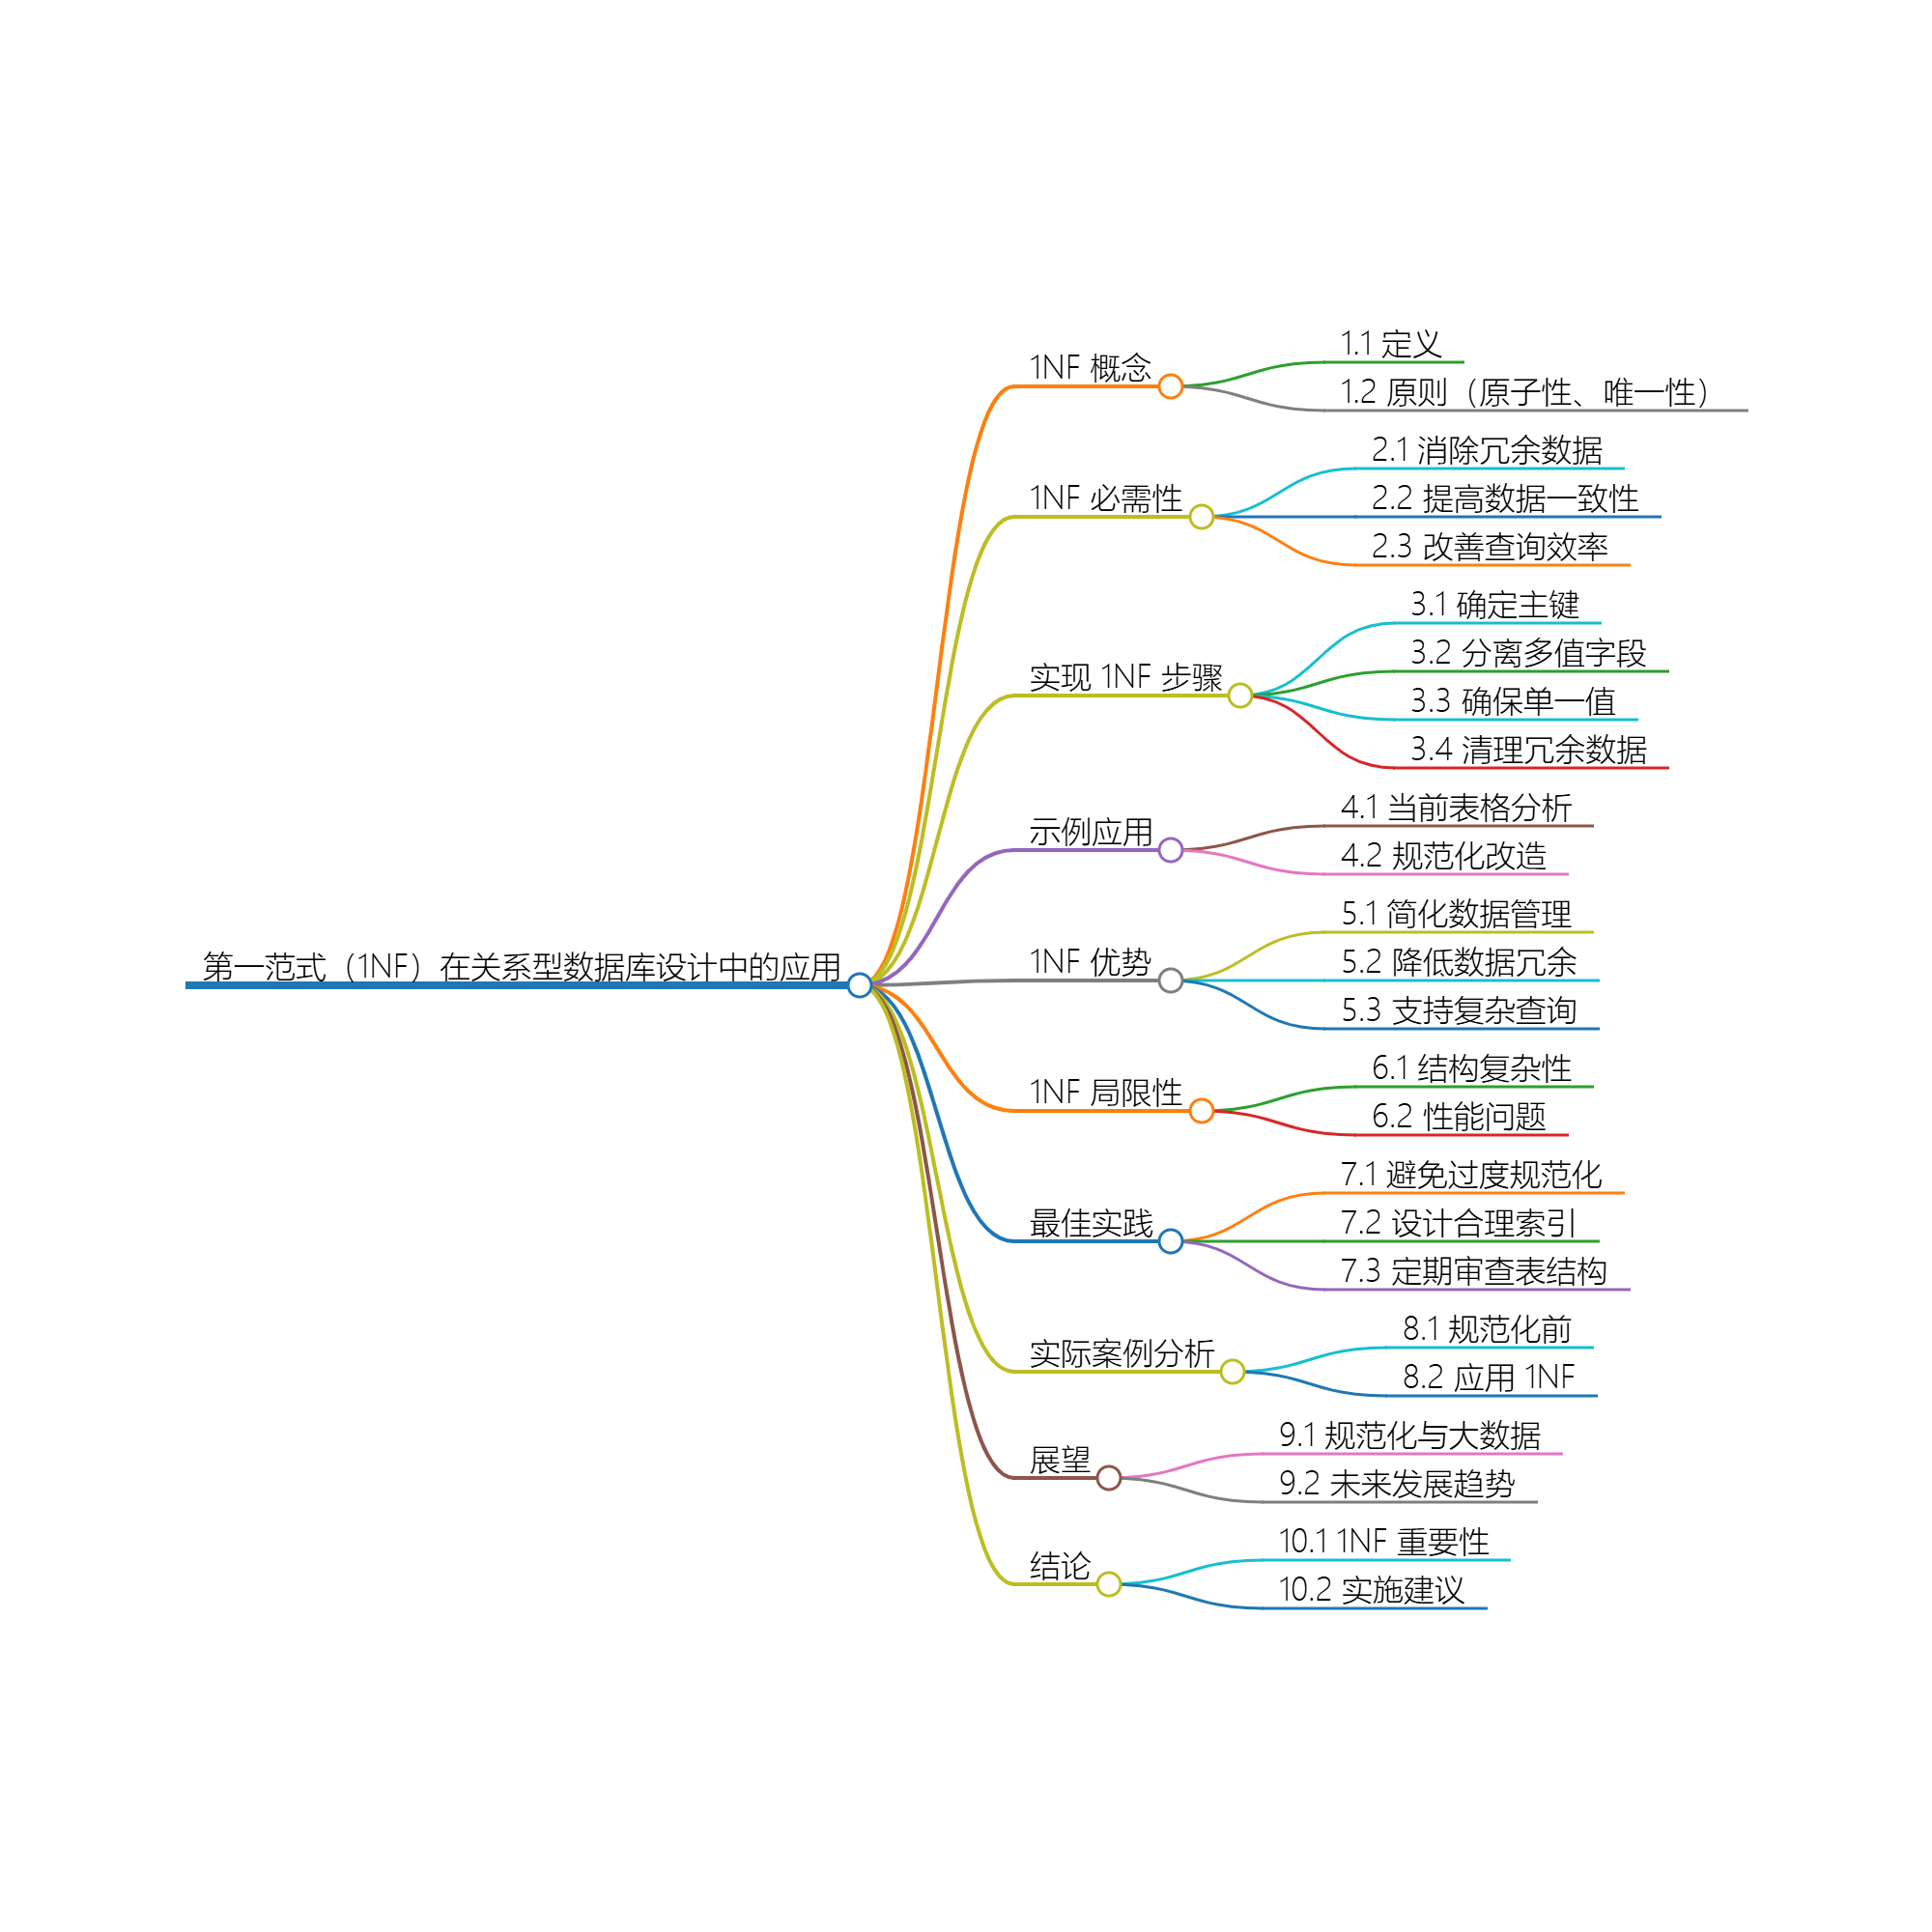 第一范式（1NF）在关系型数据库设计中的应用
1NF 概念
1.1 定义
1.2 原则（原子性、唯一性）
1NF 必需性
2.1 消除冗余数据
2.2 提高数据一致性
2.3 改善查询效率
实现 1NF 步骤
3.1 确定主键
3.2 分离多值字段
3.3 确保单一值
3.4 清理冗余数据
示例应用
4.1 当前表格分析
4.2 规范化改造
1NF 优势
5.1 简化数据管理
5.2 降低数据冗余
5.3 支持复杂查询
1NF 局限性
6.1 结构复杂性
6.2 性能问题
最佳实践
7.1 避免过度规范化
7.2 设计合理索引
7.3 定期审查表结构
实际案例分析
8.1 规范化前
8.2 应用 1NF
展望
9.1 规范化与大数据
9.2 未来发展趋势
结论
10.1 1NF 重要性
10.2 实施建议